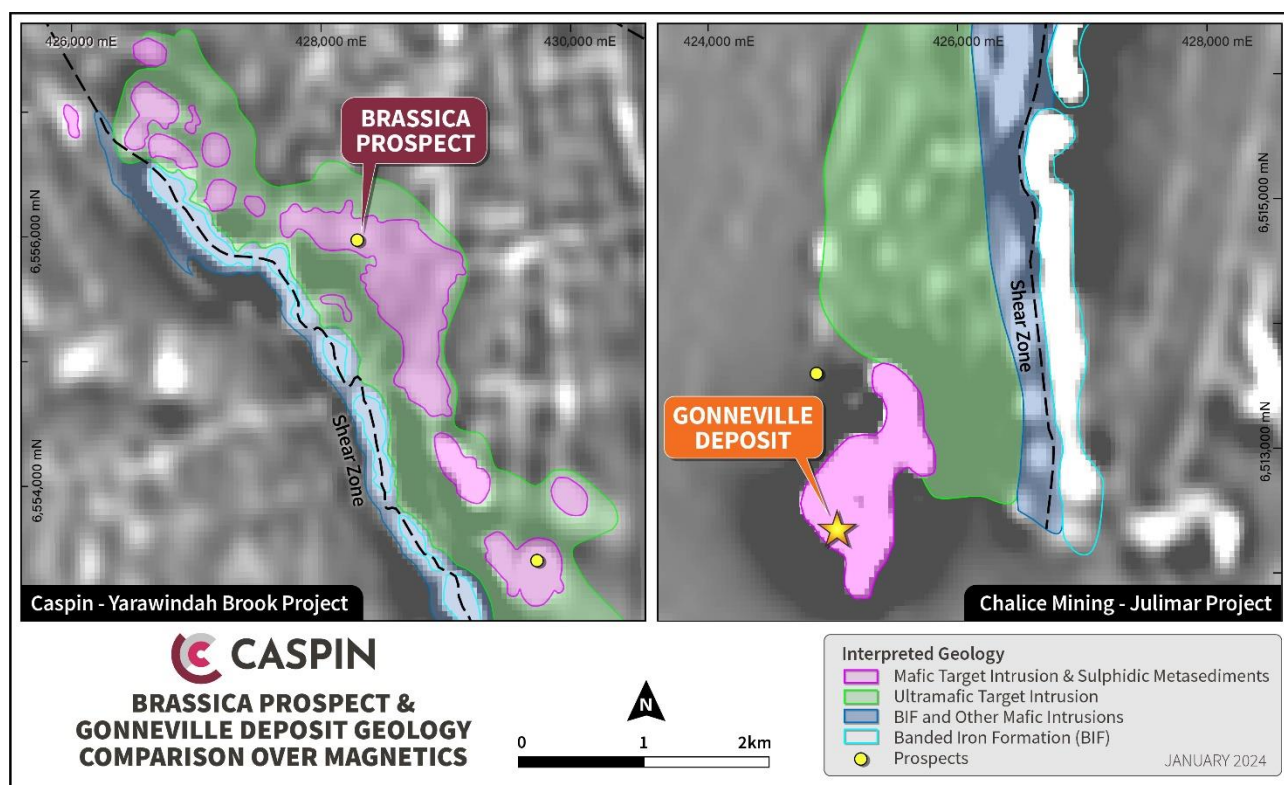 426,000 mE
428,000 mE
430,000 mE
6,556,000 mN
6,554,000 mN
BRASSICA
PROSPECT
Shear Zone
Caspin - Yarawindah Brook Project
424,000 mE
426,000 mE
428,000 mE
6,515,000 mN
6,513,000 mN
Shear Zone
GONNEVILLE
DEPOSIT
Chalice Mining - Julimar Project
CASPIN
BRASSICA PROSPECT &
GONNEVILLE DEPOSIT GEOLOGY
COMPARISON OVER MAGNETICS
N
0 1 2km
Interpreted Geology
Mafic Target Intrusion & Sulphidic Metasediments
Ultramafic Target Intrusion
BIF and Other Mafic Intrusions
Banded Iron Formation (BIF)
Prospects
JANUARY 2024